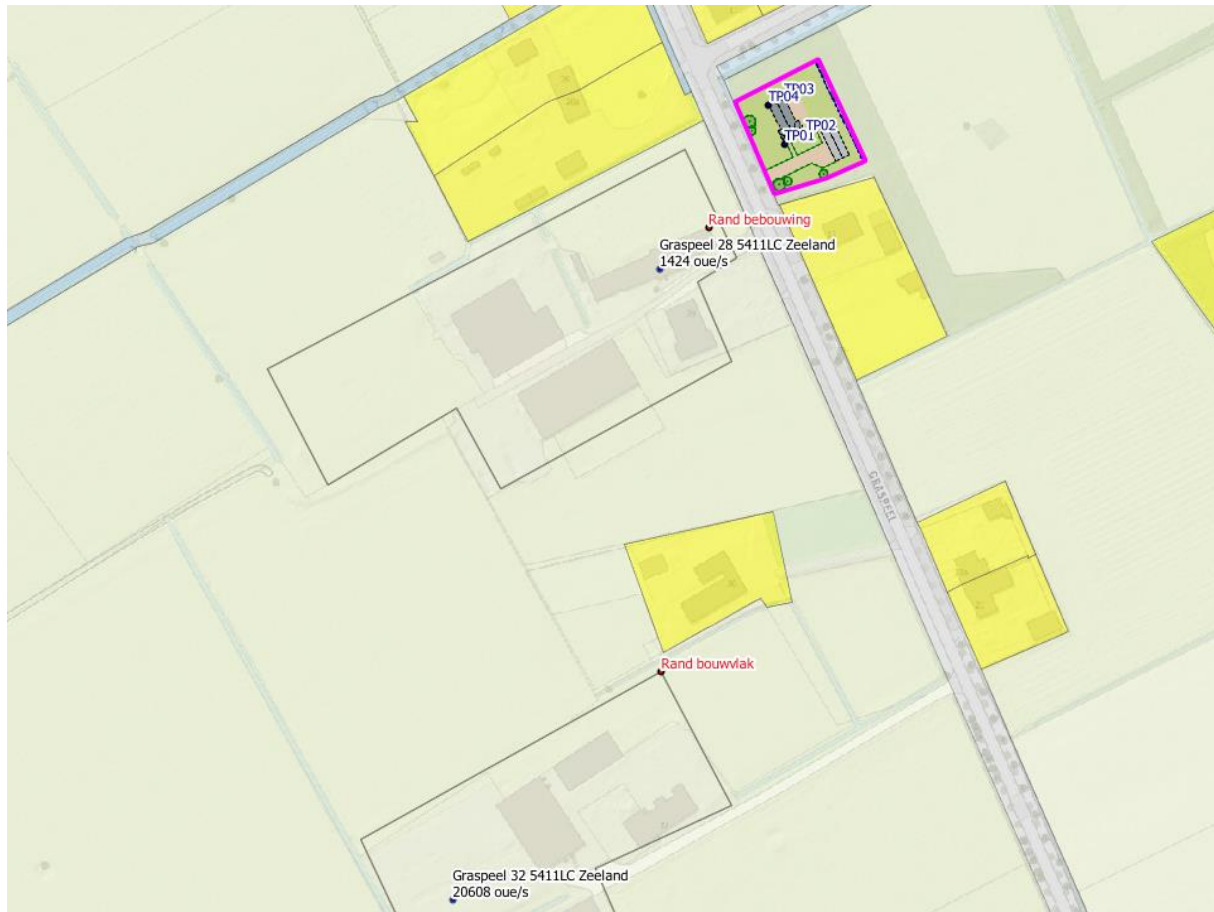 TP03
TP04
TP02
TP01
Rand bebouwing
Graspeel 28 5411LC Zeeland
1424 oue/s
GRASPEEL
Rand bouwvlak
Graspeel 32 5411LC Zeeland
20608 oue/s